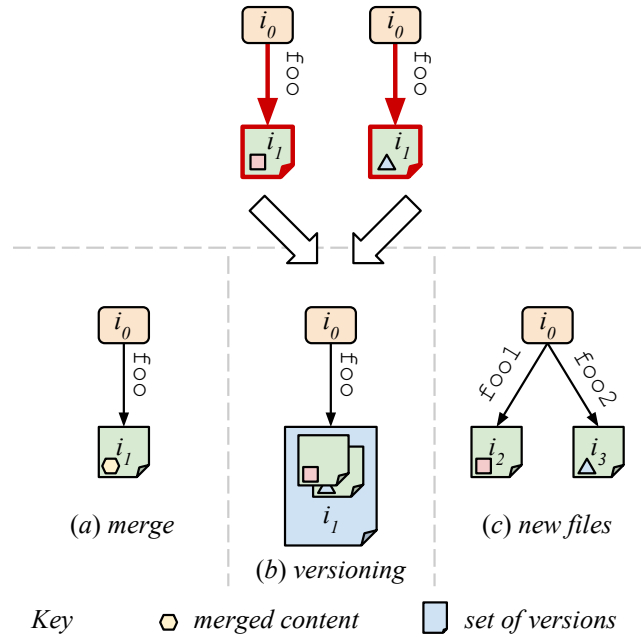 i₀ i₀
foo foo
i₁ i₁
i₀ i₀ i₀
foo foo foo1 foo2
i₁ i₂ i₃
i₁
(a) merge (b) versioning (c) new files
Key merged content set of versions